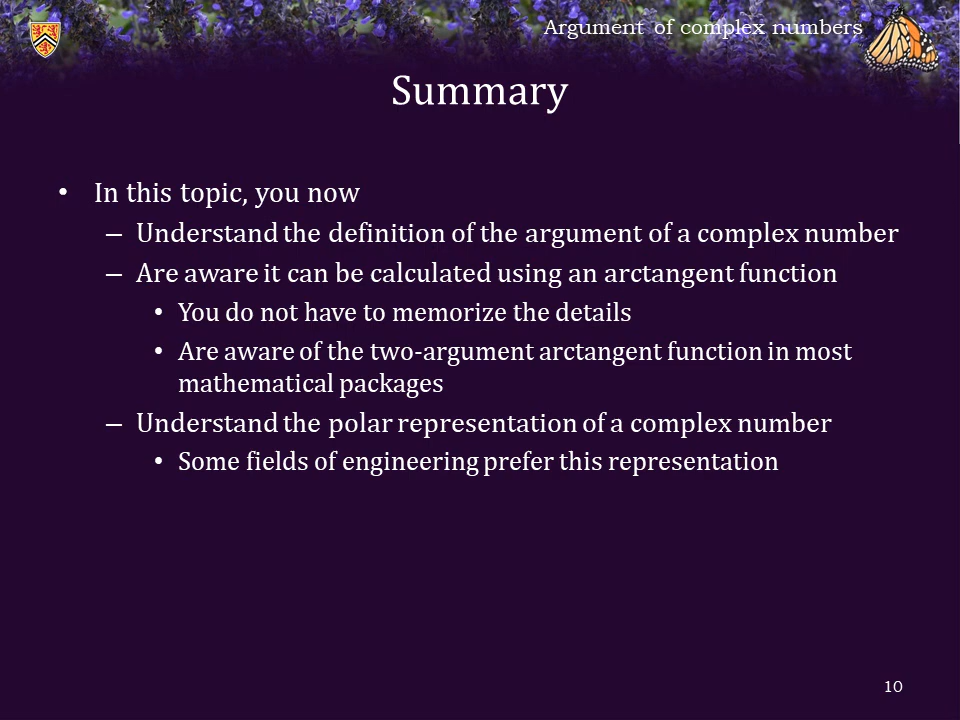 Argument of complex numbers
Summary
• In this topic, you now
– Understand the definition of the argument of a complex number
– Are aware it can be calculated using an arctangent function
• You do not have to memorize the details
• Are aware of the two-argument arctangent function in most
mathematical packages
– Understand the polar representation of a complex number
• Some fields of engineering prefer this representation
10